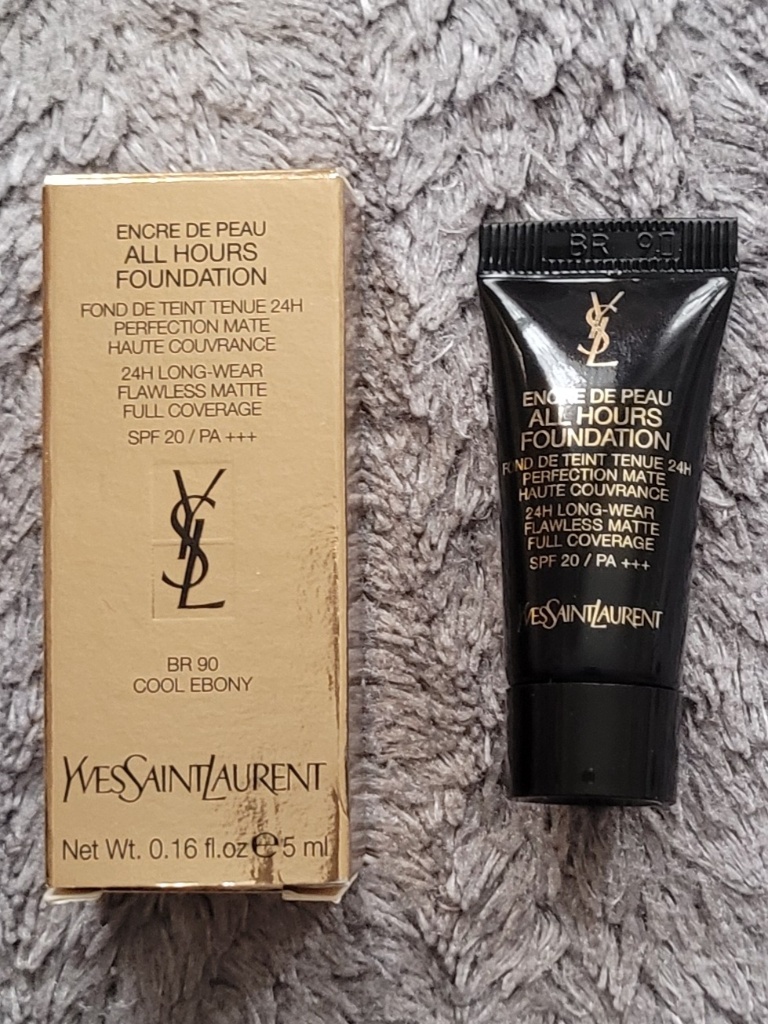 ENCRE DE PEAU
ALL HOURS
FOUNDATION
FOND DE TEINT TENUE 24H
PERFECTION MATE
HAUTE COUVRANCE
24H LONG-WEAR
FLAWLESS MATTE
FULL COVERAGE
SPF 20 / PA +++
YSL
BR 90
COOL EBONY
YVESSAINTLAURENT
Net Wt. 0.16 fl.oz ℮ 5 ml
BR 90
YSL
ENCRE DE PEAU
ALL HOURS
FOUNDATION
FOND DE TEINT TENUE 24H
PERFECTION MATE
HAUTE COUVRANCE
24H LONG-WEAR
FLAWLESS MATTE
FULL COVERAGE
SPF 20 / PA +++
YVESSAINTLAURENT